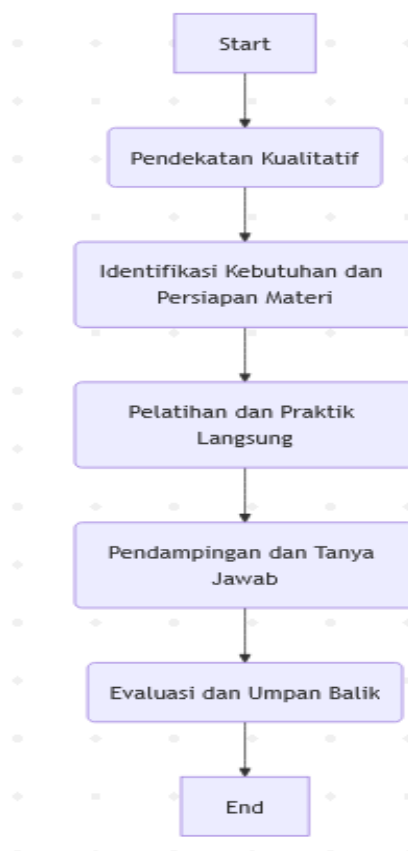 Start
Pendekatan Kualitatif
Identifikasi Kebutuhan dan
Persiapan Materi
Pelatihan dan Praktik
Langsung
Pendampingan dan Tanya
Jawab
Evaluasi dan Umpan Balik
End